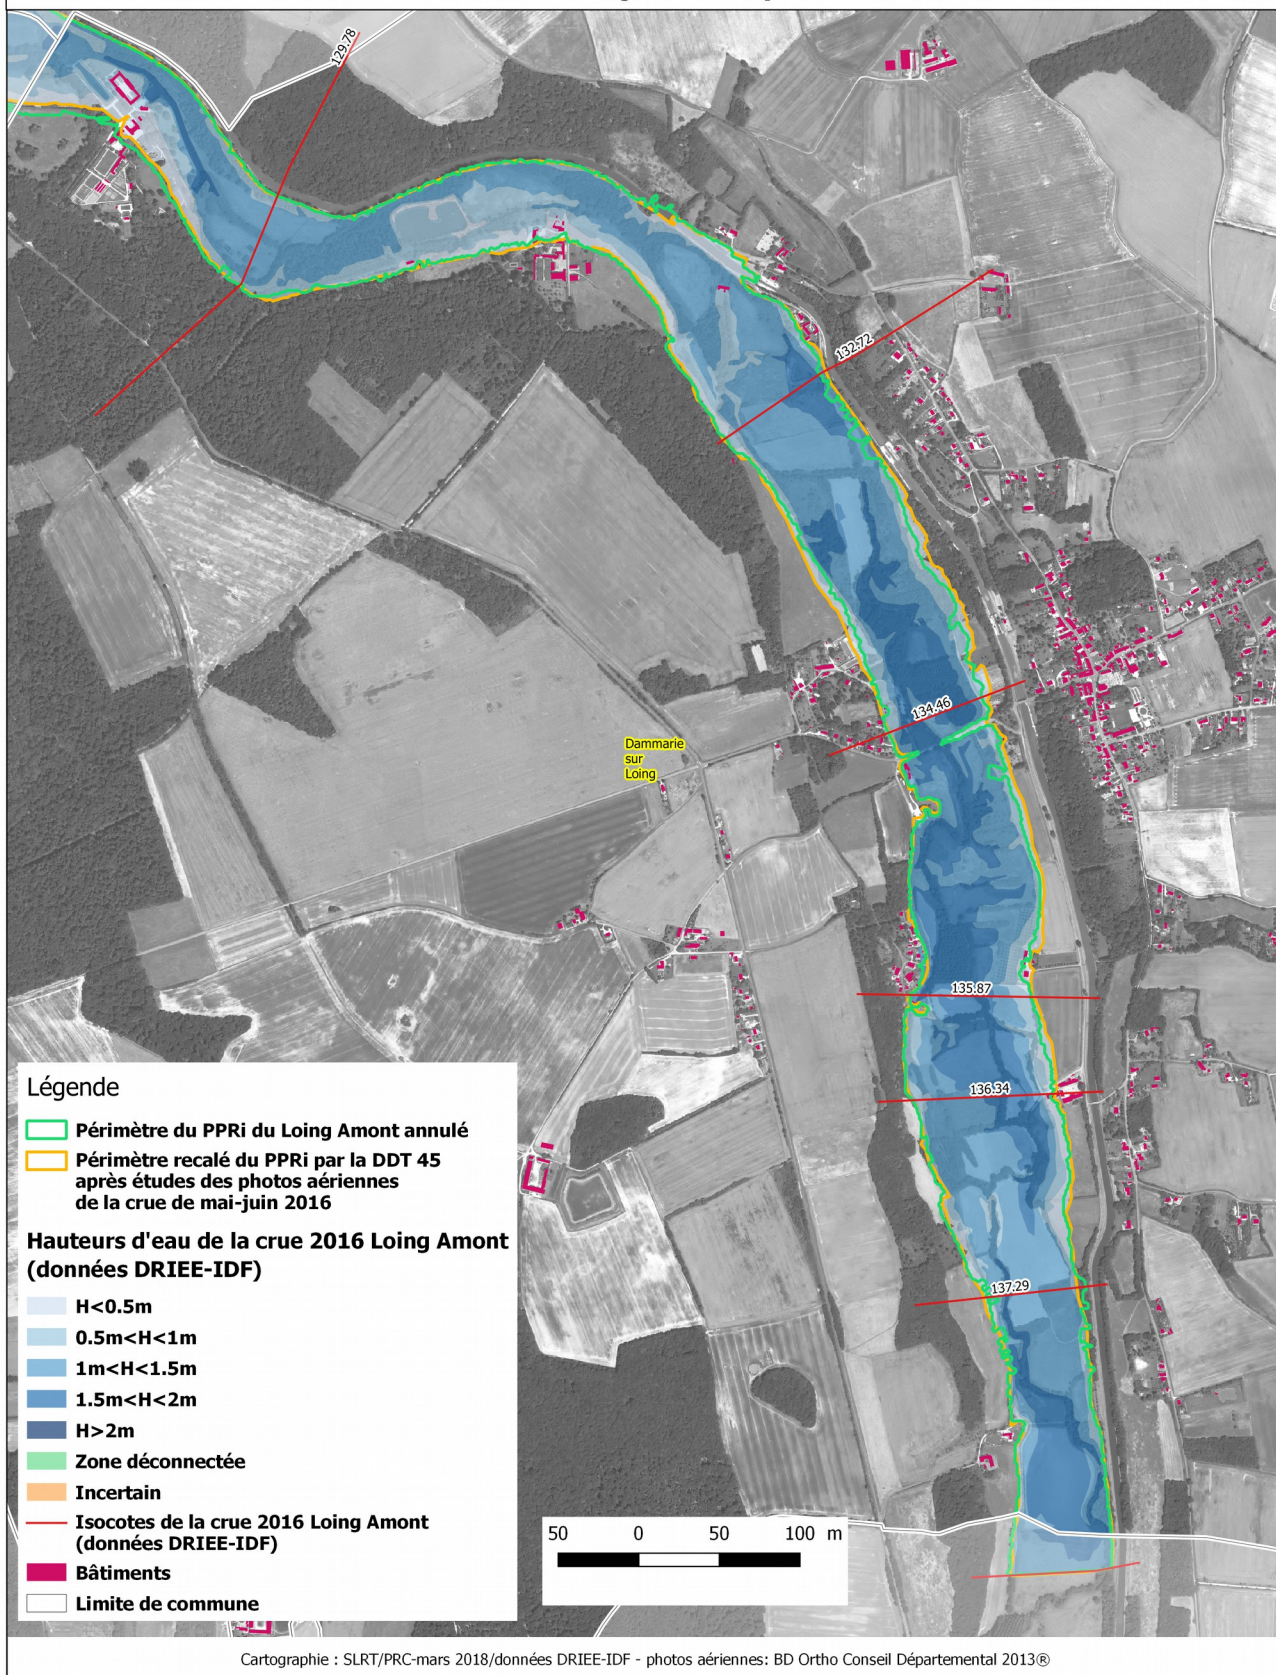 129.78
132.72
134.46
Dammarie
sur
Loing
135.87
136.34
137.29
Légende
Périmètre du PPRi du Loing Amont annulé
Périmètre recalé du PPRi par la DDT 45
après études des photos aériennes
de la crue de mai-juin 2016
Hauteurs d'eau de la crue 2016 Loing Amont
(données DRIEE-IDF)
H<0.5m
0.5m<H<1m
1m<H<1.5m
1.5m<H<2m
H>2m
Zone déconnectée
Incertain
Isocotes de la crue 2016 Loing Amont
(données DRIEE-IDF)
Bâtiments
Limite de commune
50 0 50 100 m
Cartographie : SLRT/PRC-mars 2018/données DRIEE-IDF - photos aériennes: BD Ortho Conseil Départemental 2013®